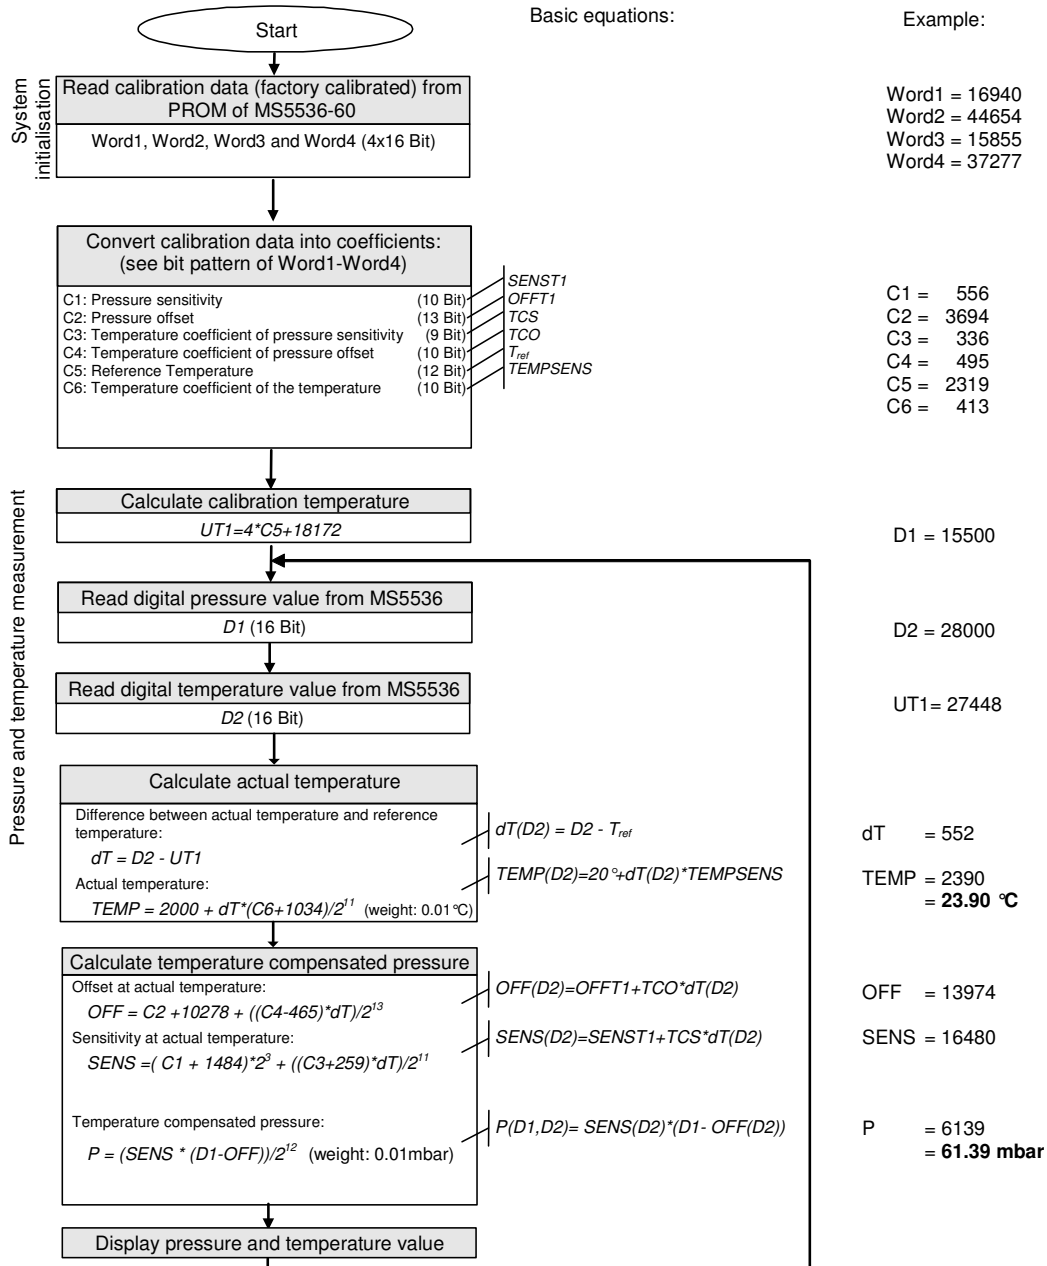 Basic equations:
Example:
Start
System
initialisation
Read calibration data (factory calibrated) from
PROM of MS5536-60
Word1, Word2, Word3 and Word4 (4x16 Bit)
Word1 = 16940
Word2 = 44654
Word3 = 15855
Word4 = 37277
Convert calibration data into coefficients:
(see bit pattern of Word1-Word4)
C1: Pressure sensitivity (10 Bit) SENST1
C2: Pressure offset (13 Bit) OFFT1
C3: Temperature coefficient of pressure sensitivity (9 Bit) TCS
C4: Temperature coefficient of pressure offset (10 Bit) TCO
C5: Reference Temperature (12 Bit) Tref
C6: Temperature coefficient of the temperature (10 Bit) TEMPSENS
C1 = 556
C2 = 3694
C3 = 336
C4 = 495
C5 = 2319
C6 = 413
Pressure and temperature measurement
Calculate calibration temperature
UT1=4*C5+18172
D1 = 15500
Read digital pressure value from MS5536
D1 (16 Bit)
D2 = 28000
Read digital temperature value from MS5536
D2 (16 Bit)
UT1= 27448
Calculate actual temperature
Difference between actual temperature and reference
temperature:
dT = D2 - UT1
dT(D2) = D2 - Tref
dT = 552
Actual temperature:
TEMP = 2000 + dT*(C6+1034)/2¹¹ (weight: 0.01°C)
TEMP(D2)=20°+dT(D2)*TEMPSENS
TEMP = 2390
= 23.90 °C
Calculate temperature compensated pressure
Offset at actual temperature:
OFF = C2 +10278 + ((C4-465)*dT)/2¹³
OFF(D2)=OFFT1+TCO*dT(D2)
OFF = 13974
Sensitivity at actual temperature:
SENS =( C1 + 1484)*2³ + ((C3+259)*dT)/2¹¹
SENS(D2)=SENST1+TCS*dT(D2)
SENS = 16480
Temperature compensated pressure:
P = (SENS * (D1-OFF))/2¹² (weight: 0.01mbar)
P(D1,D2)= SENS(D2)*(D1- OFF(D2))
P = 6139
= 61.39 mbar
Display pressure and temperature value